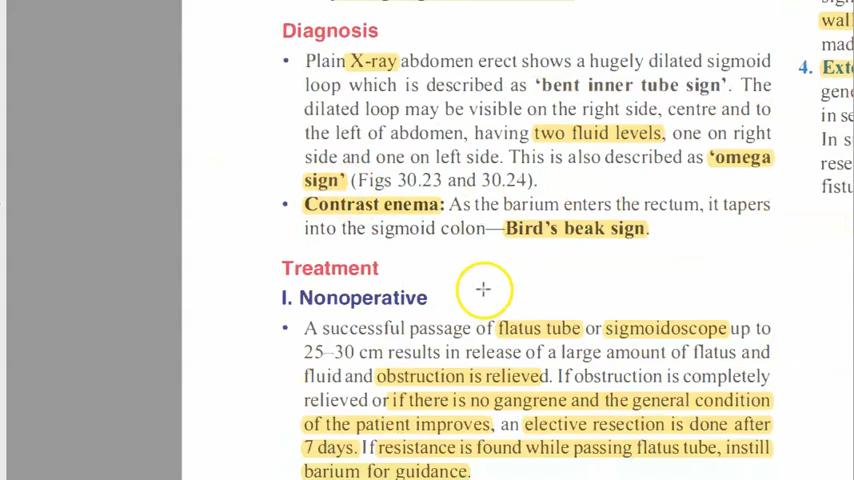 Diagnosis
• Plain X-ray abdomen erect shows a hugely dilated sigmoid
loop which is described as ‘bent inner tube sign’. The
dilated loop may be visible on the right side, centre and to
the left of abdomen, having two fluid levels, one on right
side and one on left side. This is also described as ‘omega
sign’ (Figs 30.23 and 30.24).
• Contrast enema: As the barium enters the rectum, it tapers
into the sigmoid colon—Bird’s beak sign.
Treatment
I. Nonoperative
• A successful passage of flatus tube or sigmoidoscope up to
25–30 cm results in release of a large amount of flatus and
fluid and obstruction is relieved. If obstruction is completely
relieved or if there is no gangrene and the general condition
of the patient improves, an elective resection is done after
7 days. If resistance is found while passing flatus tube, instill
barium for guidance.
wall
mad
4. Exte
gene
in se
In s
rese
fistu